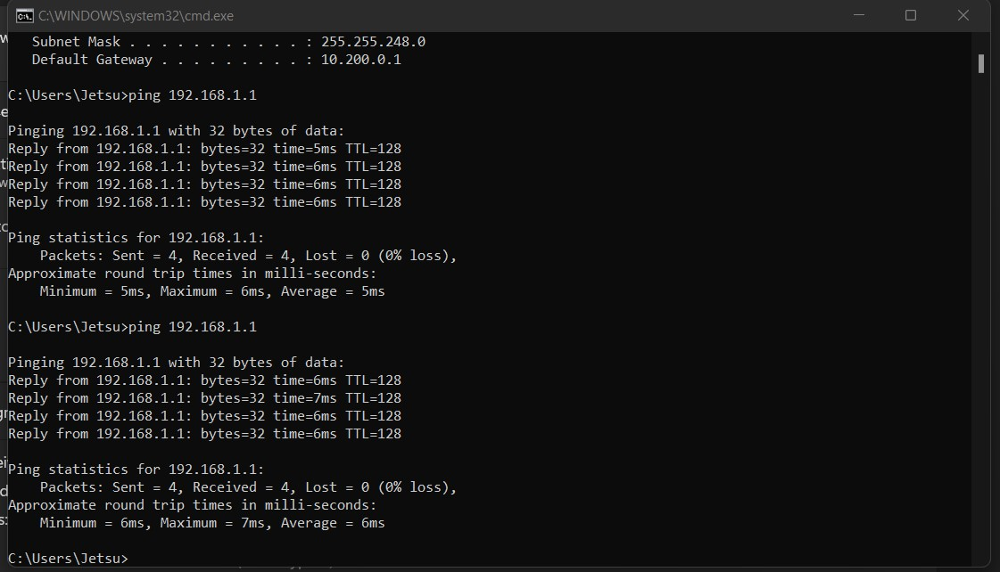 C:\WINDOWS\system32\cmd.exe
Subnet Mask . . . . . . . . . . . : 255.255.248.0
Default Gateway . . . . . . . . . : 10.200.0.1
C:\Users\Jetsu>ping 192.168.1.1
Pinging 192.168.1.1 with 32 bytes of data:
Reply from 192.168.1.1: bytes=32 time=5ms TTL=128
Reply from 192.168.1.1: bytes=32 time=6ms TTL=128
Reply from 192.168.1.1: bytes=32 time=6ms TTL=128
Reply from 192.168.1.1: bytes=32 time=6ms TTL=128
Ping statistics for 192.168.1.1:
Packets: Sent = 4, Received = 4, Lost = 0 (0% loss),
Approximate round trip times in milli-seconds:
Minimum = 5ms, Maximum = 6ms, Average = 5ms
C:\Users\Jetsu>ping 192.168.1.1
Pinging 192.168.1.1 with 32 bytes of data:
Reply from 192.168.1.1: bytes=32 time=6ms TTL=128
Reply from 192.168.1.1: bytes=32 time=7ms TTL=128
Reply from 192.168.1.1: bytes=32 time=6ms TTL=128
Reply from 192.168.1.1: bytes=32 time=6ms TTL=128
Ping statistics for 192.168.1.1:
Packets: Sent = 4, Received = 4, Lost = 0 (0% loss),
Approximate round trip times in milli-seconds:
Minimum = 6ms, Maximum = 7ms, Average = 6ms
C:\Users\Jetsu>